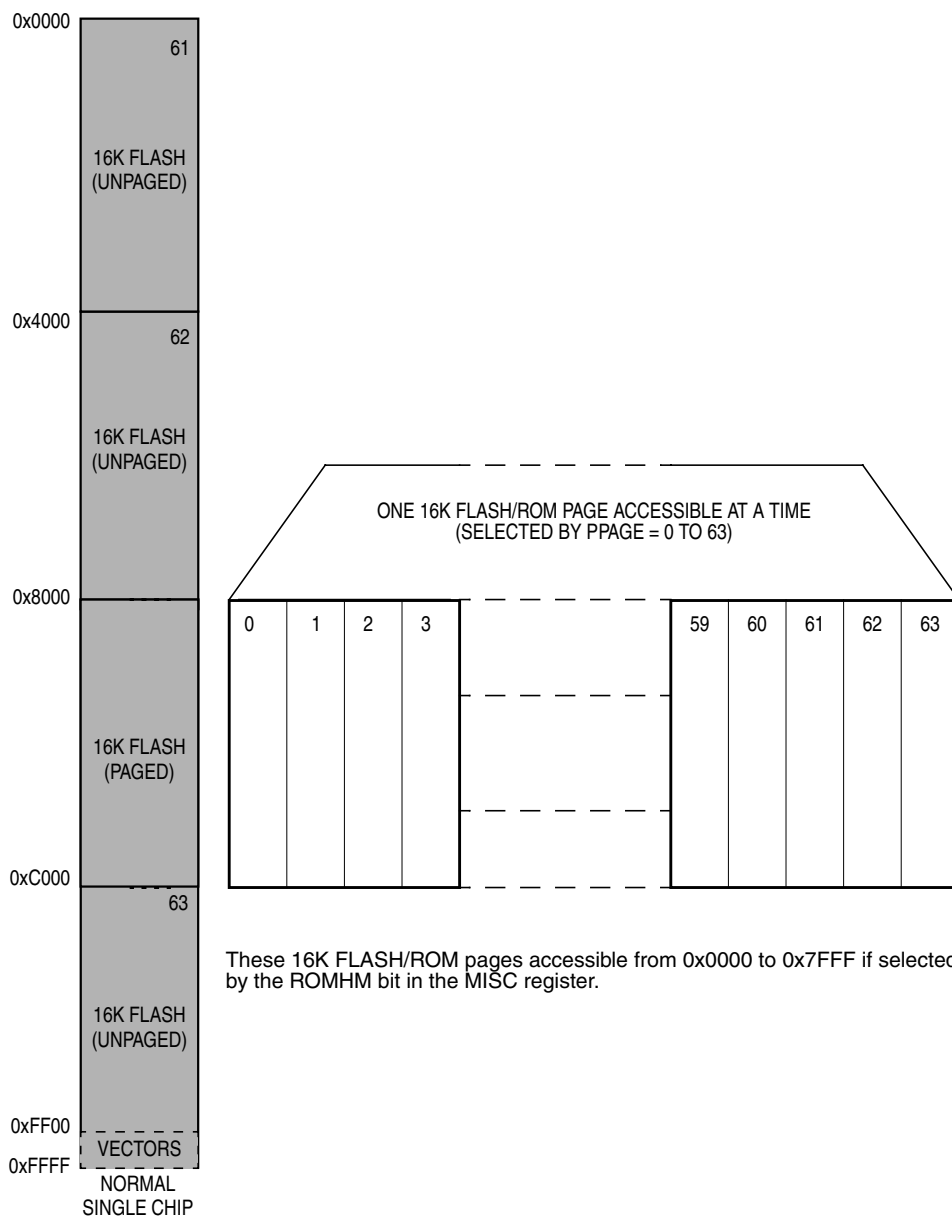 0x0000
61
16K FLASH
(UNPAGED)
0x4000
62
16K FLASH
(UNPAGED)
ONE 16K FLASH/ROM PAGE ACCESSIBLE AT A TIME
(SELECTED BY PPAGE = 0 TO 63)
0x8000
0 1 2 3 59 60 61 62 63
16K FLASH
(PAGED)
0xC000
63
These 16K FLASH/ROM pages accessible from 0x0000 to 0x7FFF if selected
by the ROMHM bit in the MISC register.
16K FLASH
(UNPAGED)
0xFF00
VECTORS
0xFFFF
NORMAL
SINGLE CHIP